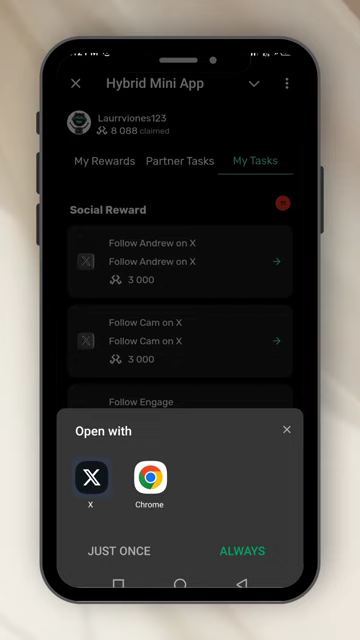 Hybrid Mini App
Laurrviones123
8 088 claimed
My Rewards Partner Tasks My Tasks
Social Reward
Follow Andrew on X
Follow Andrew on X
3 000
Follow Cam on X
Follow Cam on X
3 000
Follow Engage
Open with
X Chrome
JUST ONCE ALWAYS